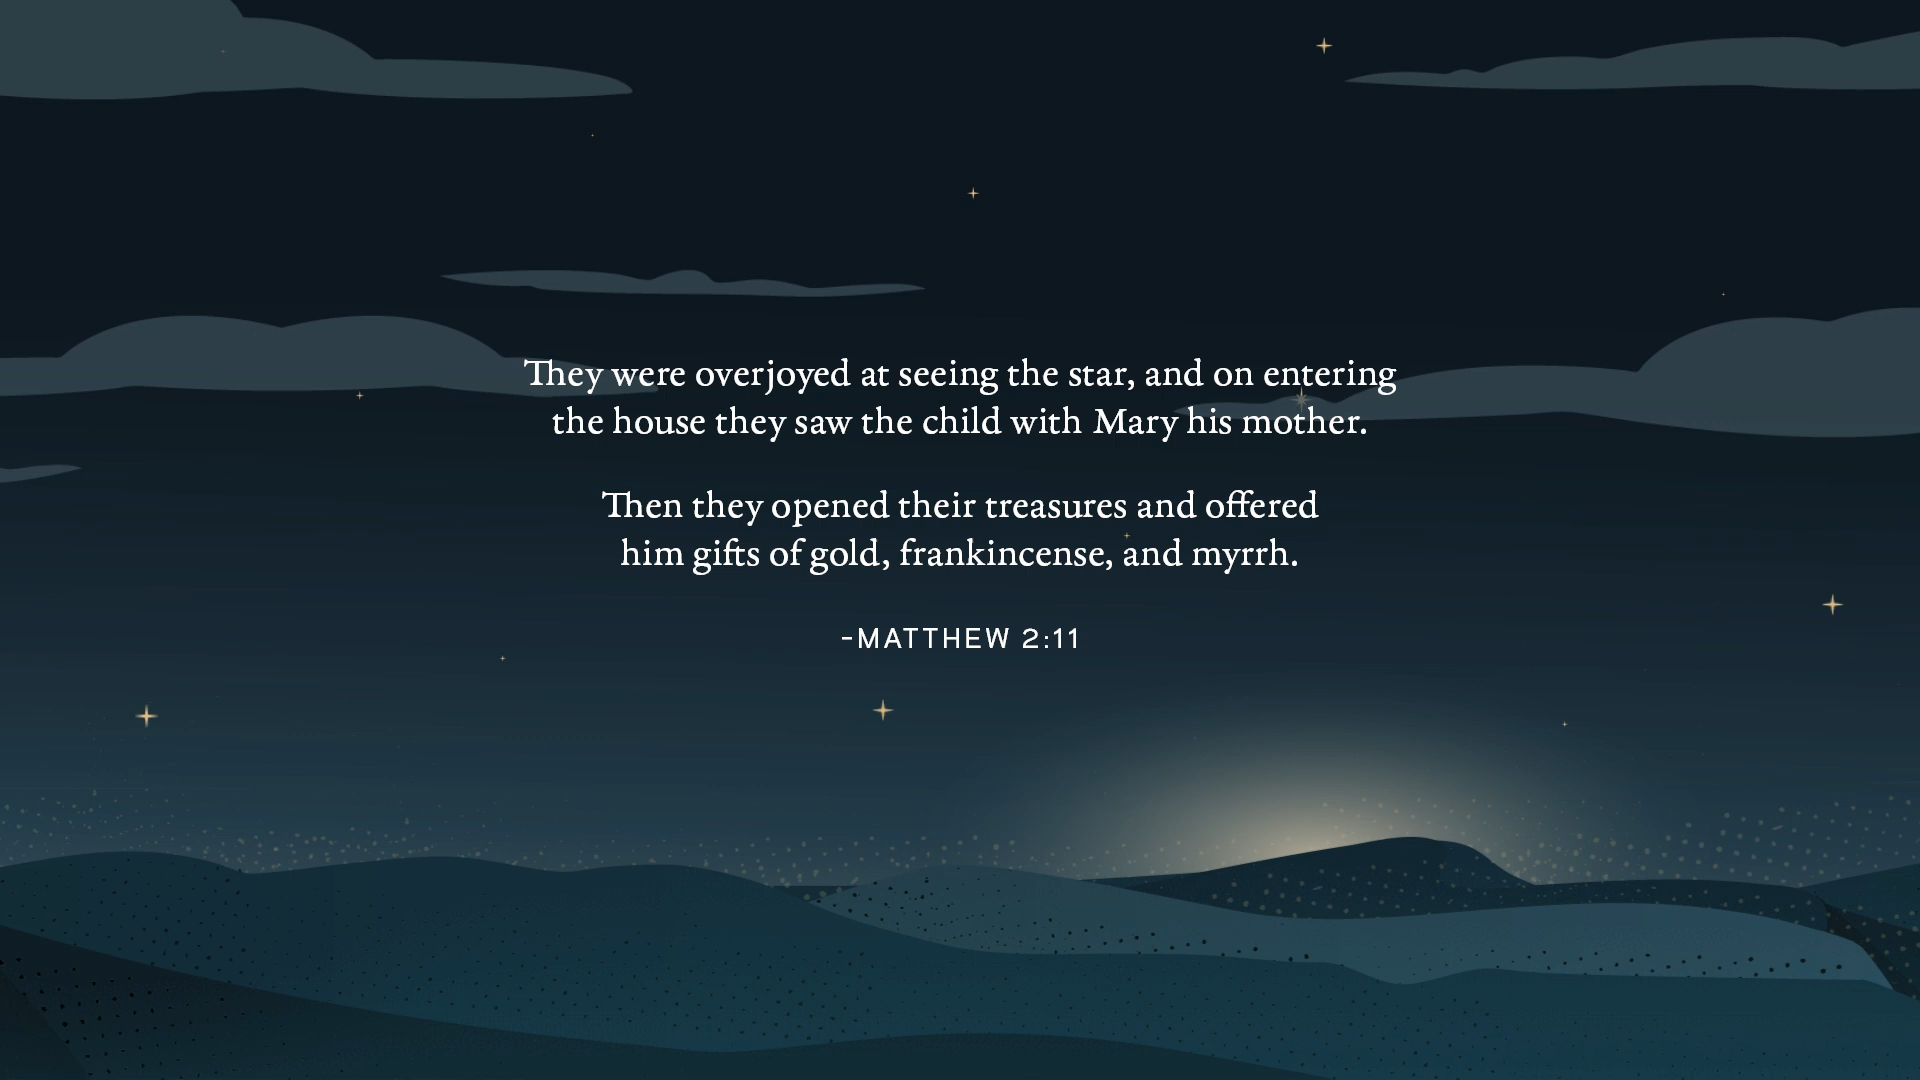 They were overjoyed at seeing the star, and on entering
the house they saw the child with Mary his mother.
Then they opened their treasures and offered
him gifts of gold, frankincense, and myrrh.
-MATTHEW 2:11